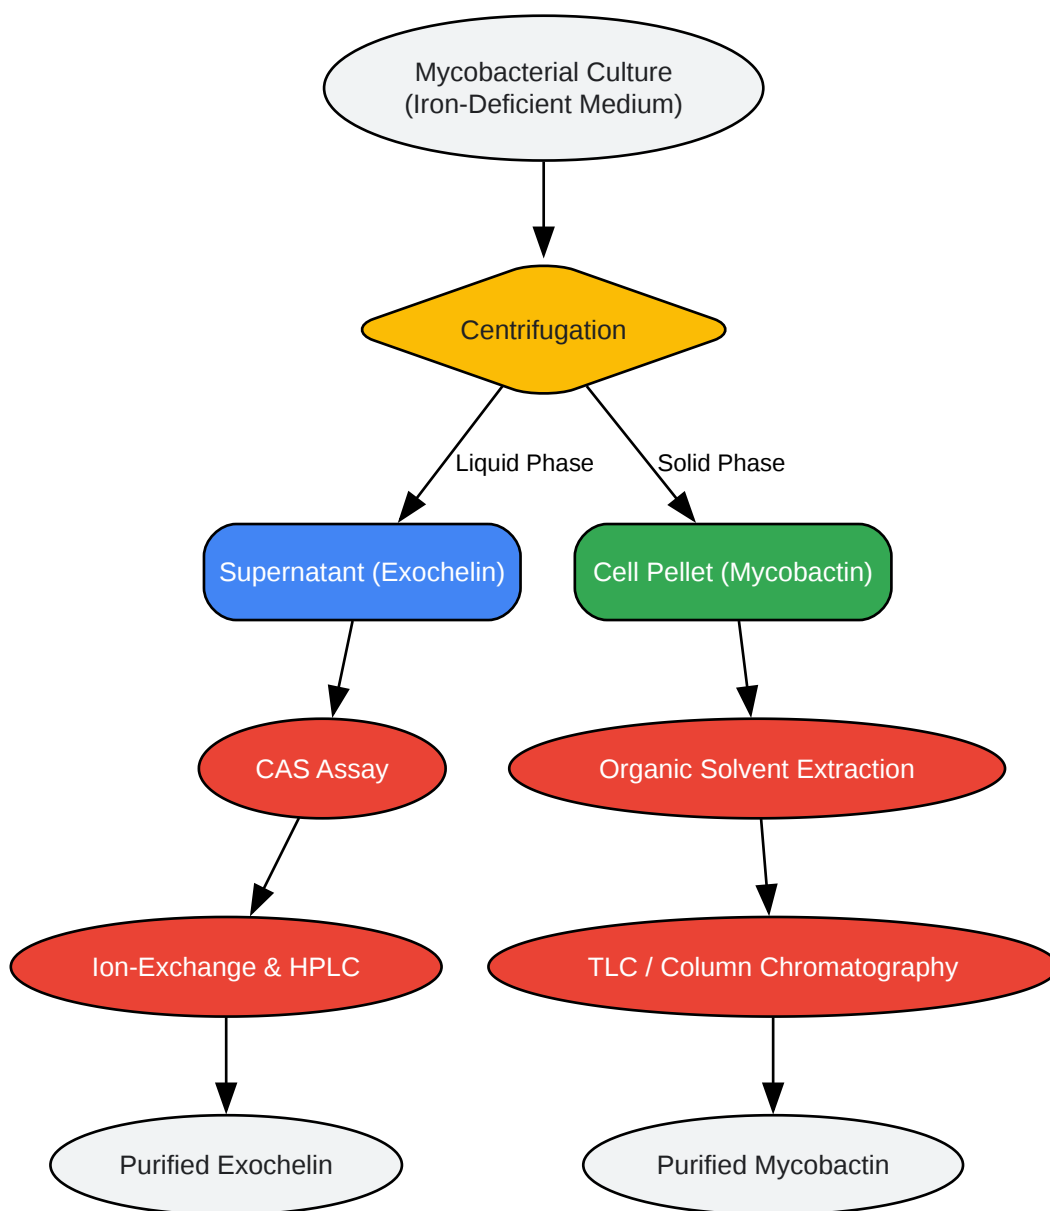 Mycobacterial Culture
(Iron-Deficient Medium)
Centrifugation
Liquid Phase
Solid Phase
Supernatant (Exochelin)
Cell Pellet (Mycobactin)
CAS Assay
Organic Solvent Extraction
Ion-Exchange & HPLC
TLC / Column Chromatography
Purified Exochelin
Purified Mycobactin